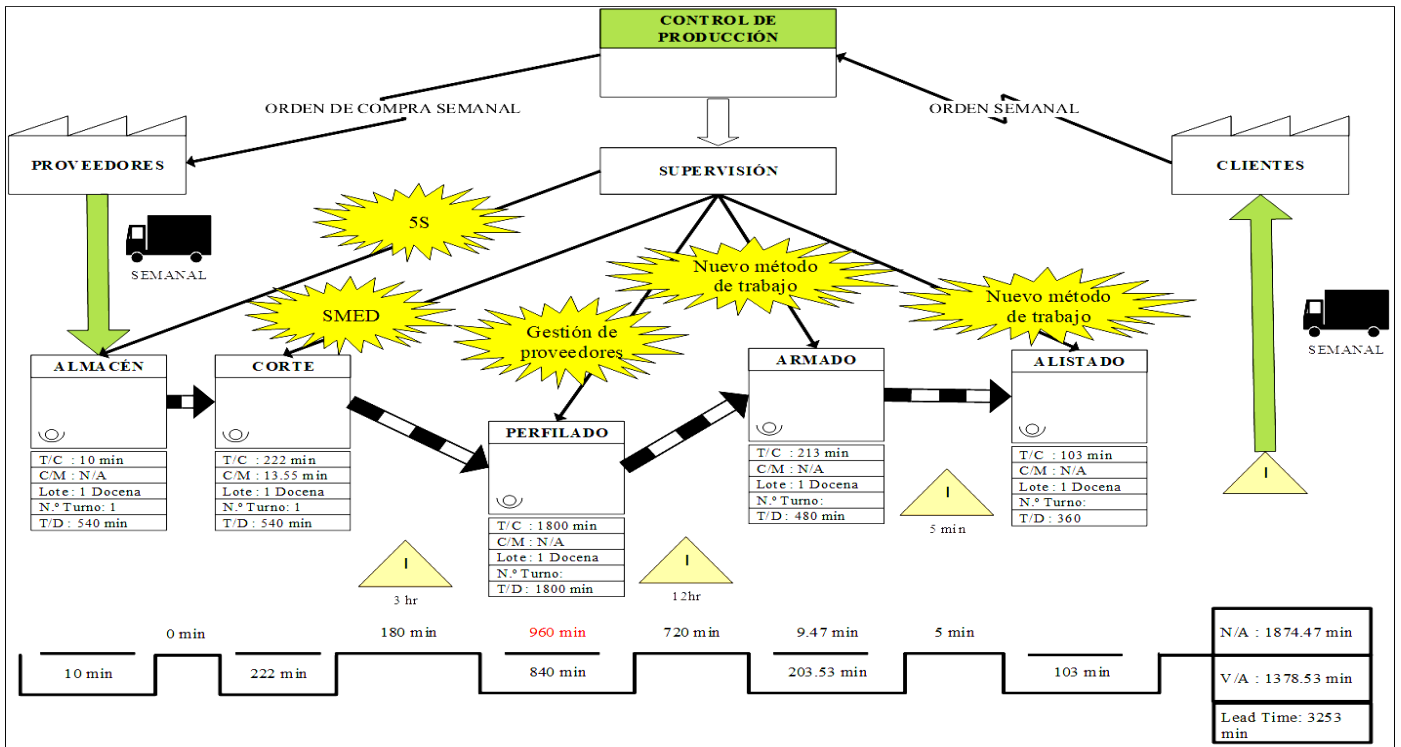 CONTROL DE
PRODUCCIÓN
ORDEN DE COMPRA SEMANAL
ORDEN SEMANAL
PROVEEDORES
SUPERVISIÓN
CLIENTES
SEMANAL
5S
SMED
Gestión de
proveedores
Nuevo método
de trabajo
Nuevo método
de trabajo
SEMANAL
ALMACÉN
T/C : 10 min
C/M : N/A
Lote : 1 Docena
N.º Turno: 1
T/D : 540 min
CORTE
T/C : 222 min
C/M : 13.55 min
Lote : 1 Docena
N.º Turno: 1
T/D : 540 min
I
3 hr
PERFILADO
T/C : 1800 min
C/M : N/A
Lote : 1 Docena
N.º Turno:
T/D : 1800 min
I
12hr
ARMADO
T/C : 213 min
C/M : N/A
Lote : 1 Docena
N.º Turno:
T/D : 480 min
I
5 min
ALISTADO
T/C : 103 min
C/M : N/A
Lote : 1 Docena
N.º Turno:
T/D : 360
I
0 min
180 min
960 min
720 min
9.47 min
5 min
10 min
222 min
840 min
203.53 min
103 min
N/A : 1874.47 min
V/A : 1378.53 min
Lead Time: 3253
min